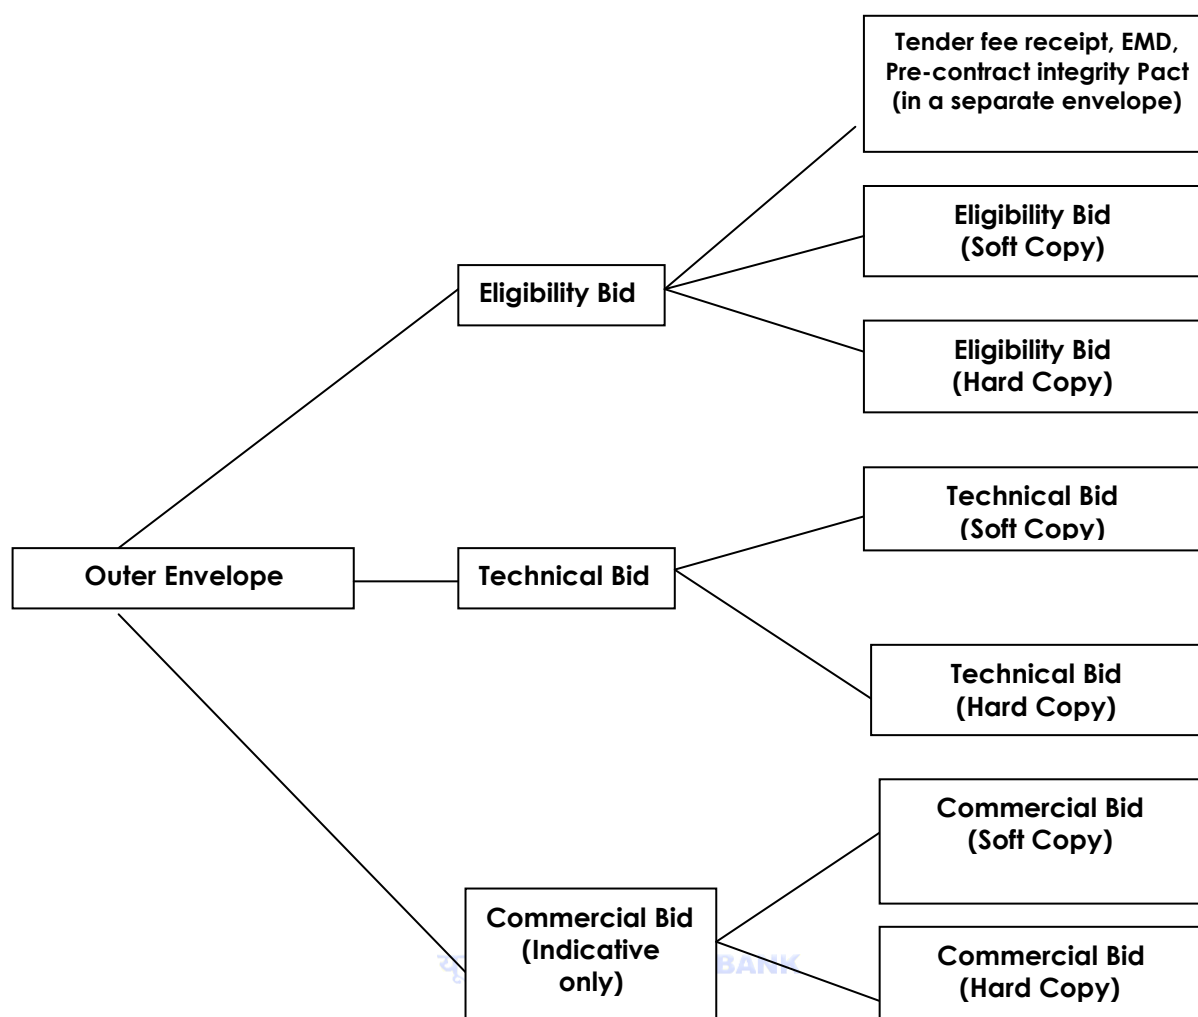 Tender fee receipt, EMD,
Pre-contract integrity Pact
(in a separate envelope)
Eligibility Bid
(Soft Copy)
Eligibility Bid
Eligibility Bid
(Hard Copy)
Technical Bid
(Soft Copy)
Outer Envelope
Technical Bid
Technical Bid
(Hard Copy)
Commercial Bid
(Soft Copy)
Commercial Bid
(Indicative
only)
BANK
Commercial Bid
(Hard Copy)